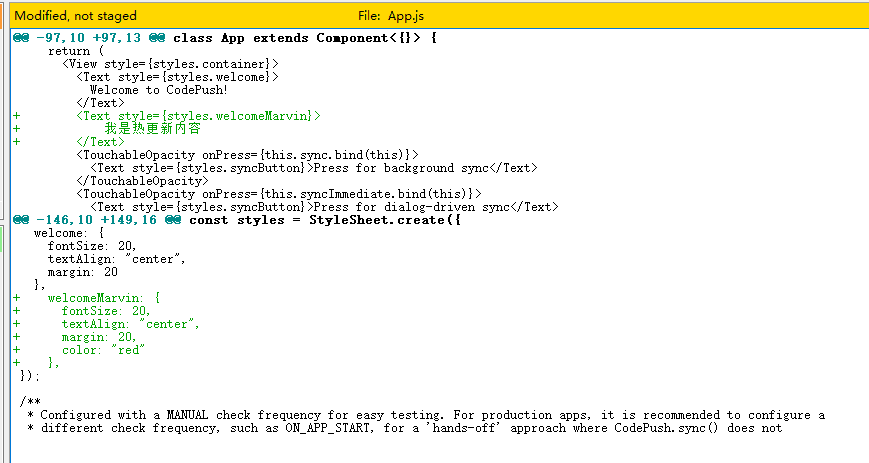 Modified, not staged File: App.js
@@ -97,10 +97,13 @@ class App extends Component<{}> {
     return (
       <View style={styles.container}>
         <Text style={styles.welcome}>
           Welcome to CodePush!
         </Text>
+        <Text style={styles.welcomeMarvin}>
+            我是热更新内容
+        </Text>
         <TouchableOpacity onPress={this.sync.bind(this)}>
           <Text style={styles.syncButton}>Press for background sync</Text>
         </TouchableOpacity>
         <TouchableOpacity onPress={this.syncImmediate.bind(this)}>
           <Text style={styles.syncButton}>Press for dialog-driven sync</Text>
@@ -146,10 +149,16 @@ const styles = StyleSheet.create({
   welcome: {
     fontSize: 20,
     textAlign: "center",
     margin: 20
   },
+    welcomeMarvin: {
+      fontSize: 20,
+      textAlign: "center",
+      margin: 20,
+      color: "red"
+    },
 });

 /**
  * Configured with a MANUAL check frequency for easy testing. For production apps, it is recommended to configure a
  * different check frequency, such as ON_APP_START, for a 'hands-off' approach where CodePush.sync() does not